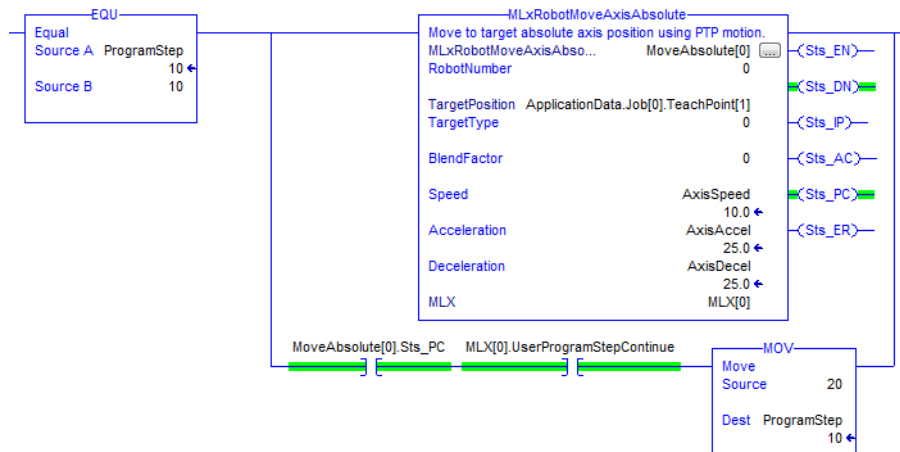 EQU
Equal
Source A ProgramStep
10
Source B 10
MLxRobotMoveAxisAbsolute
Move to target absolute axis position using PTP motion.
MLxRobotMoveAxisAbso... MoveAbsolute[0] ...
RobotNumber 0
TargetPosition ApplicationData.Job[0].TeachPoint[1]
TargetType 0
BlendFactor 0
Speed AxisSpeed
10.0
Acceleration AxisAccel
25.0
Deceleration AxisDecel
25.0
MLX MLX[0]
(Sts_EN)
(Sts_DN)
(Sts_IP)
(Sts_AC)
(Sts_PC)
(Sts_ER)
MoveAbsolute[0].Sts_PC MLX[0].UserProgramStepContinue
MOV
Move
Source 20
Dest ProgramStep
10